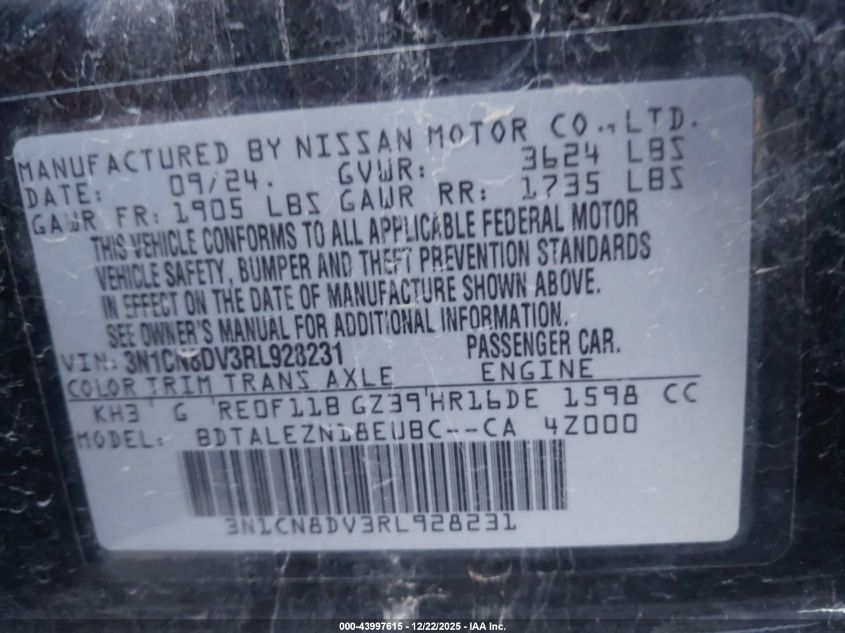 MANUFACTURED BY NISSAN MOTOR CO., LTD.
DATE: 09/24. GVWR: 3624 LBS
GAWR FR: 1905 LBS GAWR RR: 1735 LBS
THIS VEHICLE CONFORMS TO ALL APPLICABLE FEDERAL MOTOR
VEHICLE SAFETY, BUMPER AND THEFT PREVENTION STANDARDS
IN EFFECT ON THE DATE OF MANUFACTURE SHOWN ABOVE.
SEE OWNER'S MANUAL FOR ADDITIONAL INFORMATION.
VIN: 3N1CN8DV3RL928231 PASSENGER CAR.
COLOR TRIM TRANS AXLE ENGINE
KH3 G RE0F11B GZ39 HR16DE 1598 CC
MODEL: BDTALEZN18EUBC--CA 4Z000
3N1CN8DV3RL928231
000-43997615 - 12/22/2025 - IAA Inc.